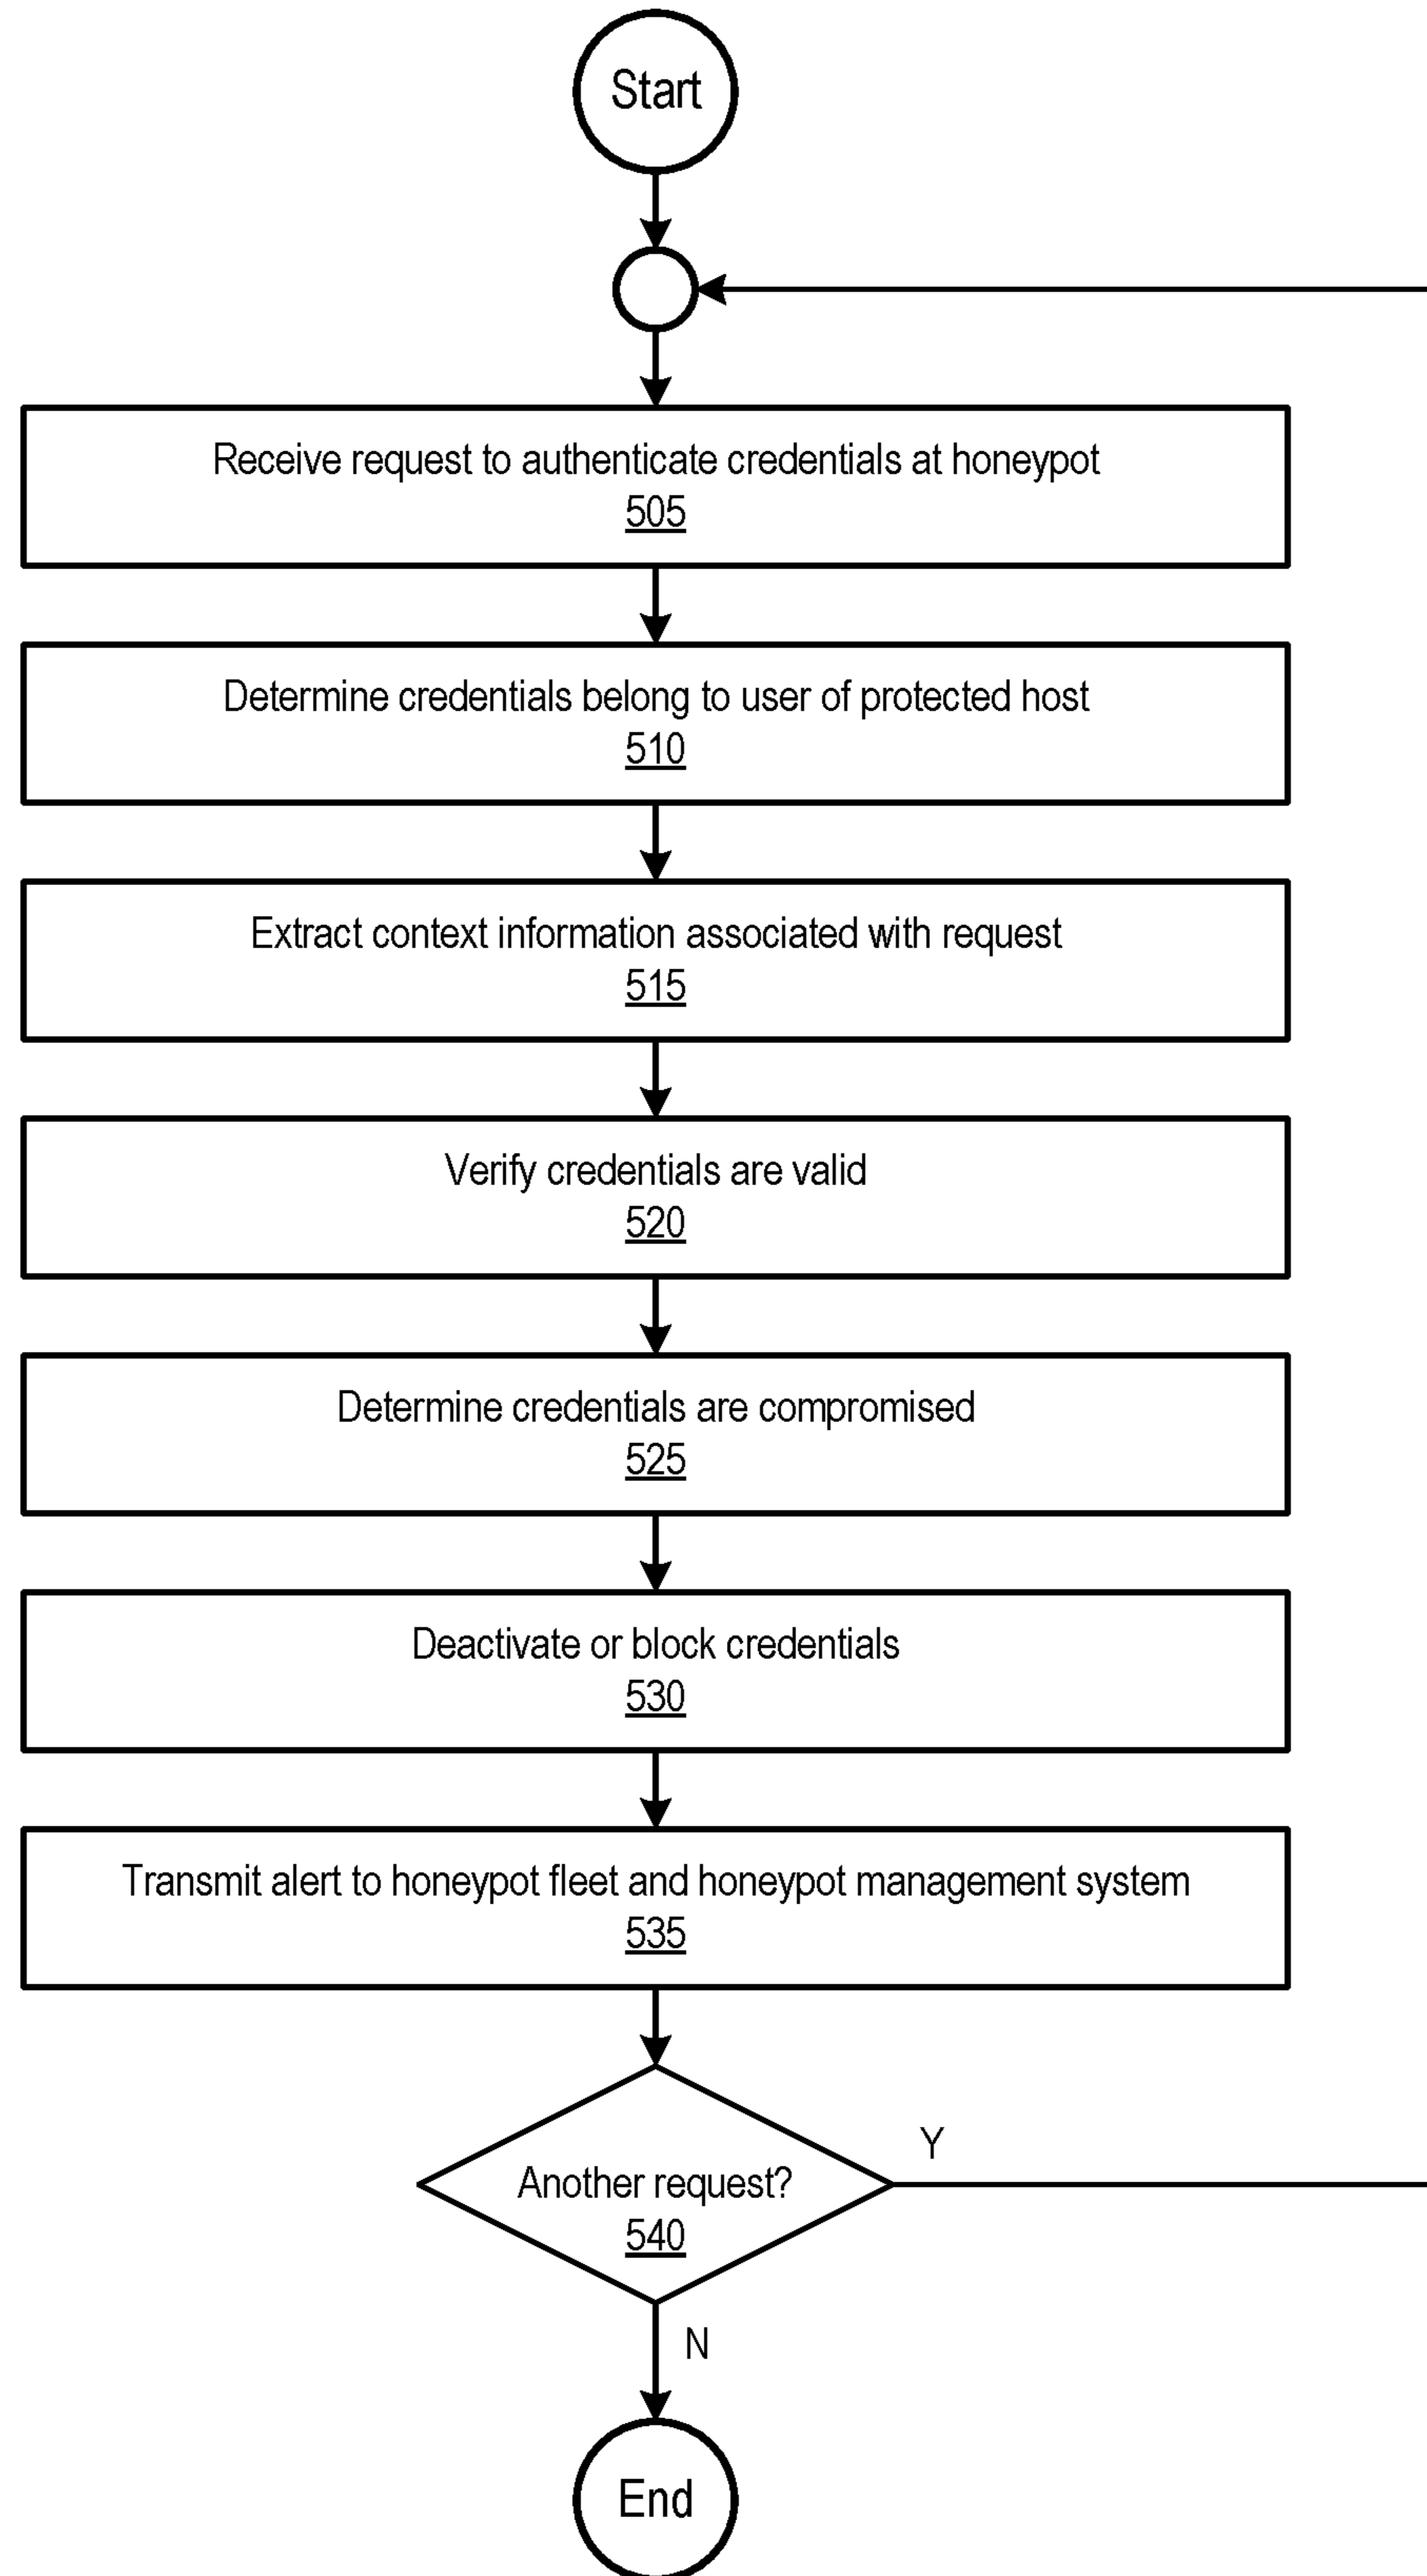 Start
Receive request to authenticate credentials at honeypot
505
Determine credentials belong to user of protected host
510
Extract context information associated with request
515
Verify credentials are valid
520
Determine credentials are compromised
525
Deactivate or block credentials
530
Transmit alert to honeypot fleet and honeypot management system
535
Y
Another request?
540
N
End